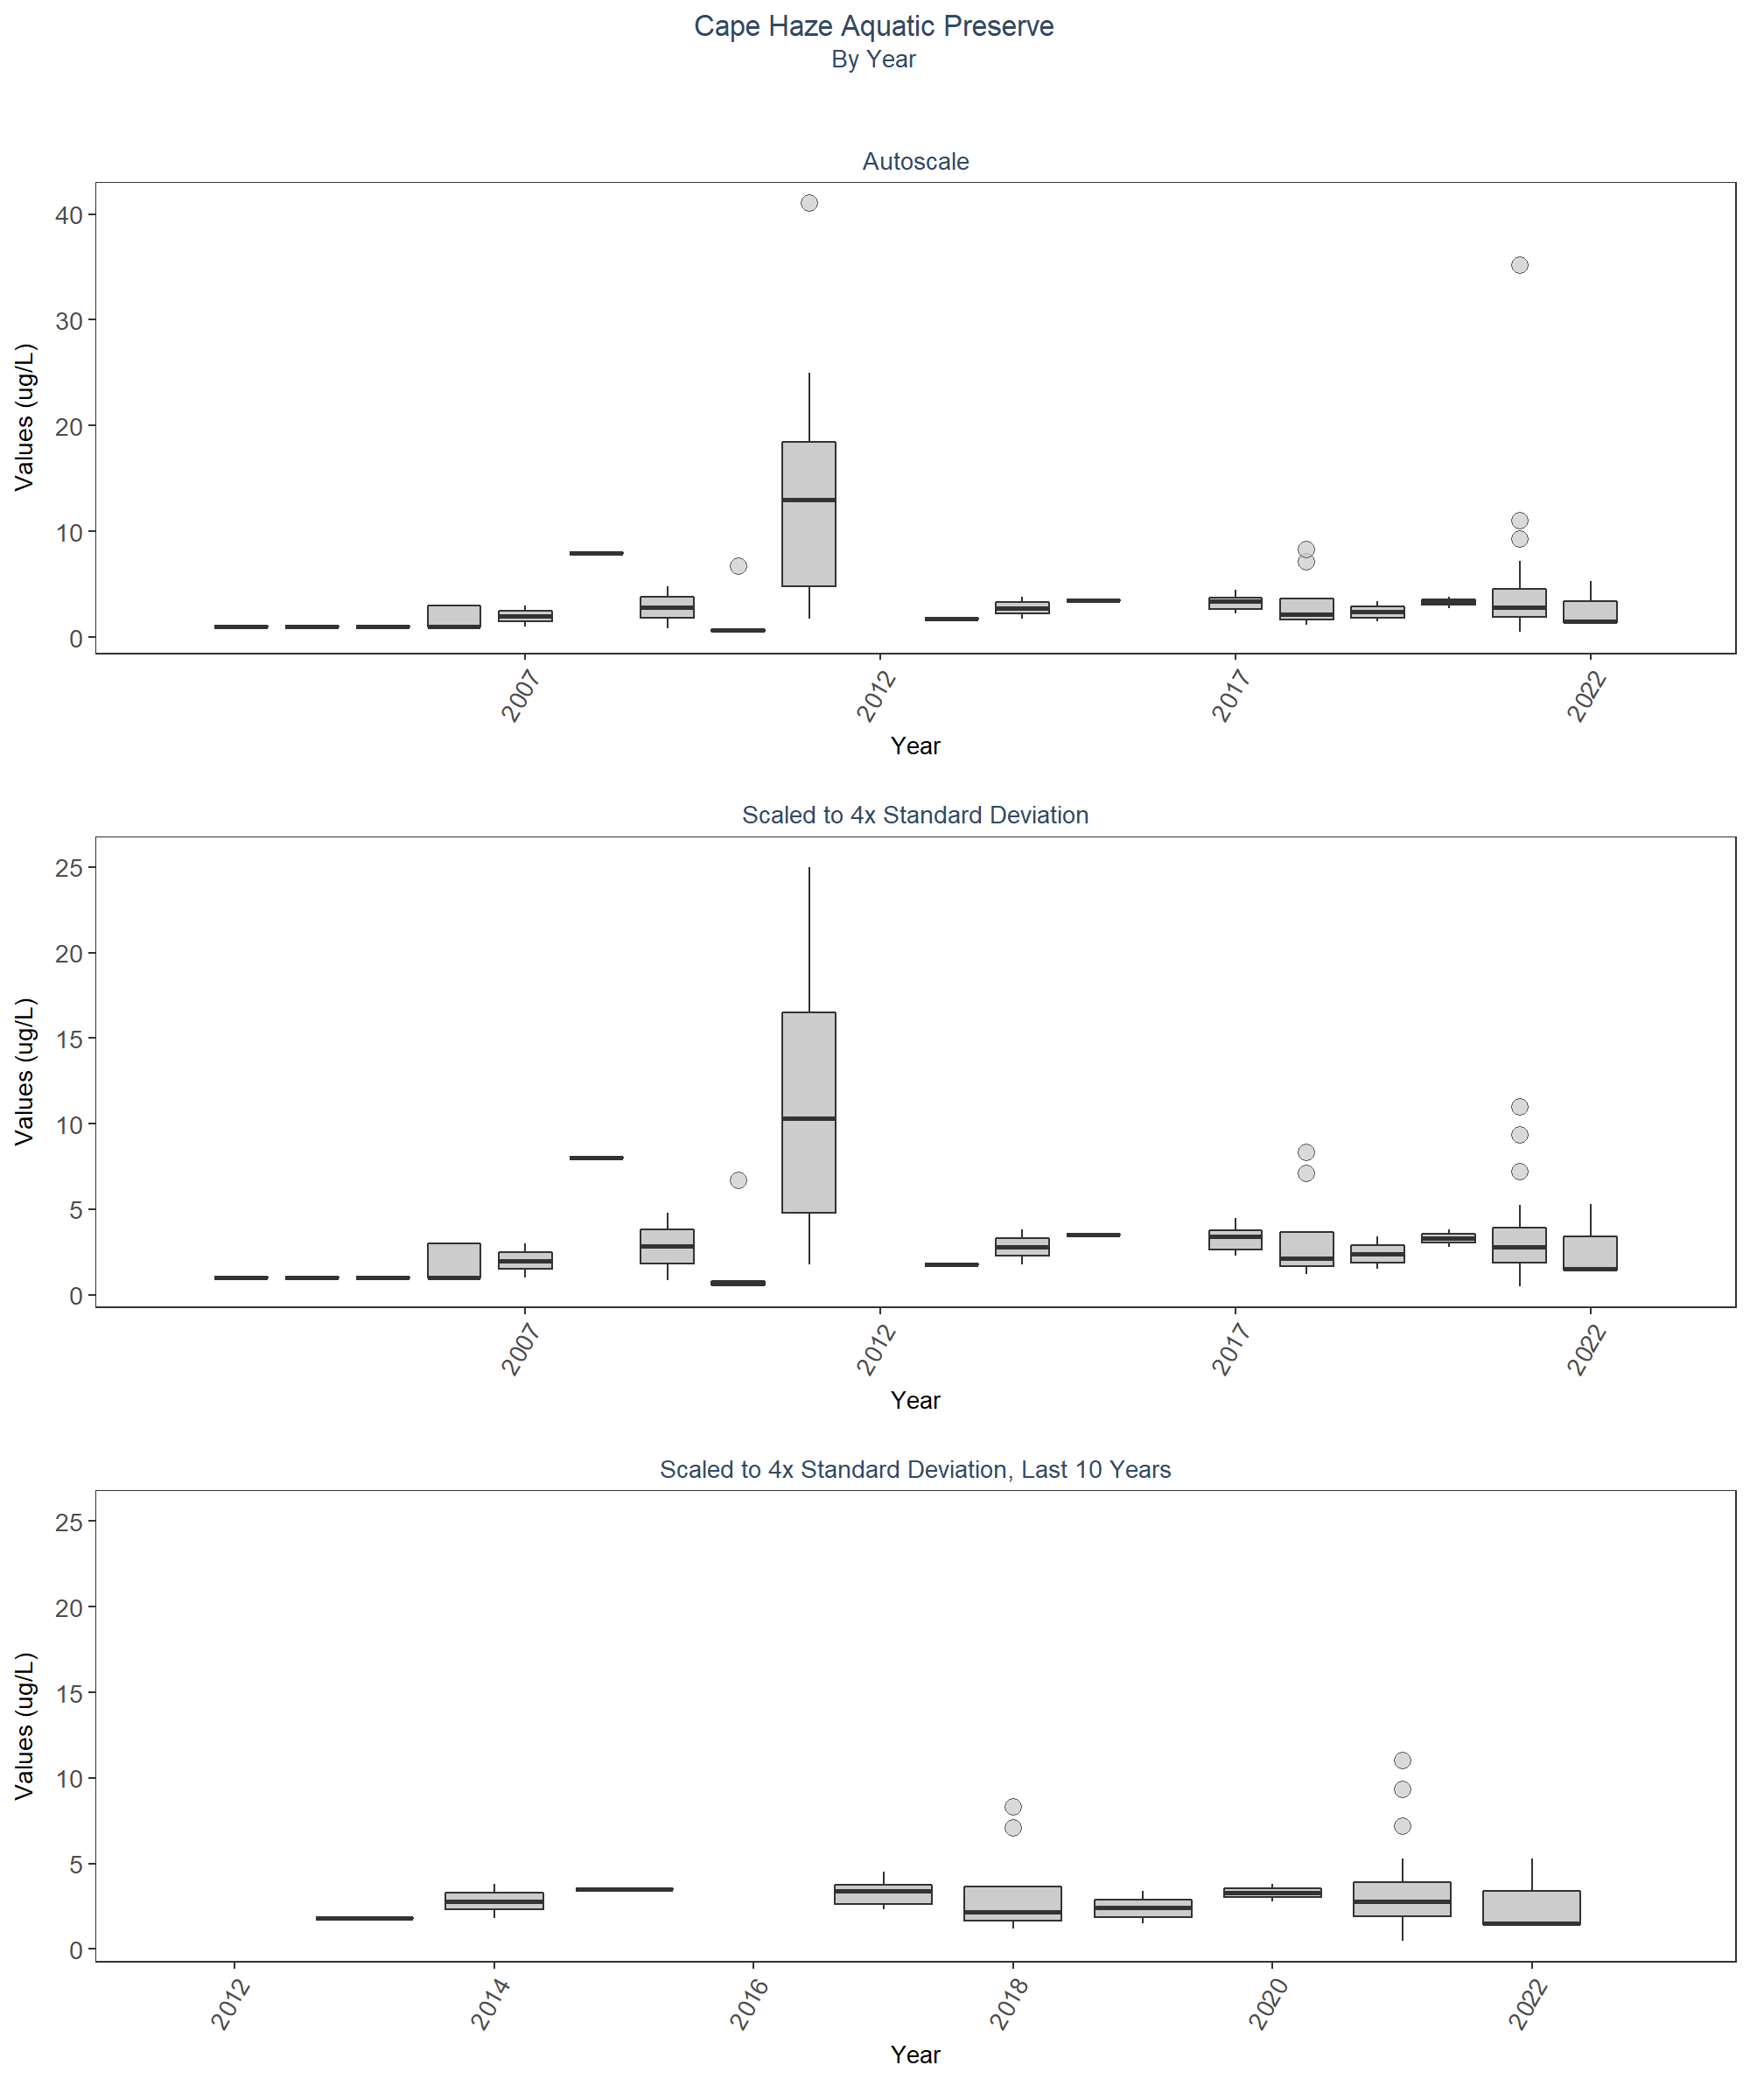 Cape Haze Aquatic Preserve
By Year
Autoscale
Values (ug/L)
40
30
20
10
0
2007
2012
2017
2022
Year
Scaled to 4x Standard Deviation
Values (ug/L)
25
20
15
10
5
0
2007
2012
2017
2022
Year
Scaled to 4x Standard Deviation, Last 10 Years
Values (ug/L)
25
20
15
10
5
0
2012
2014
2016
2018
2020
2022
Year